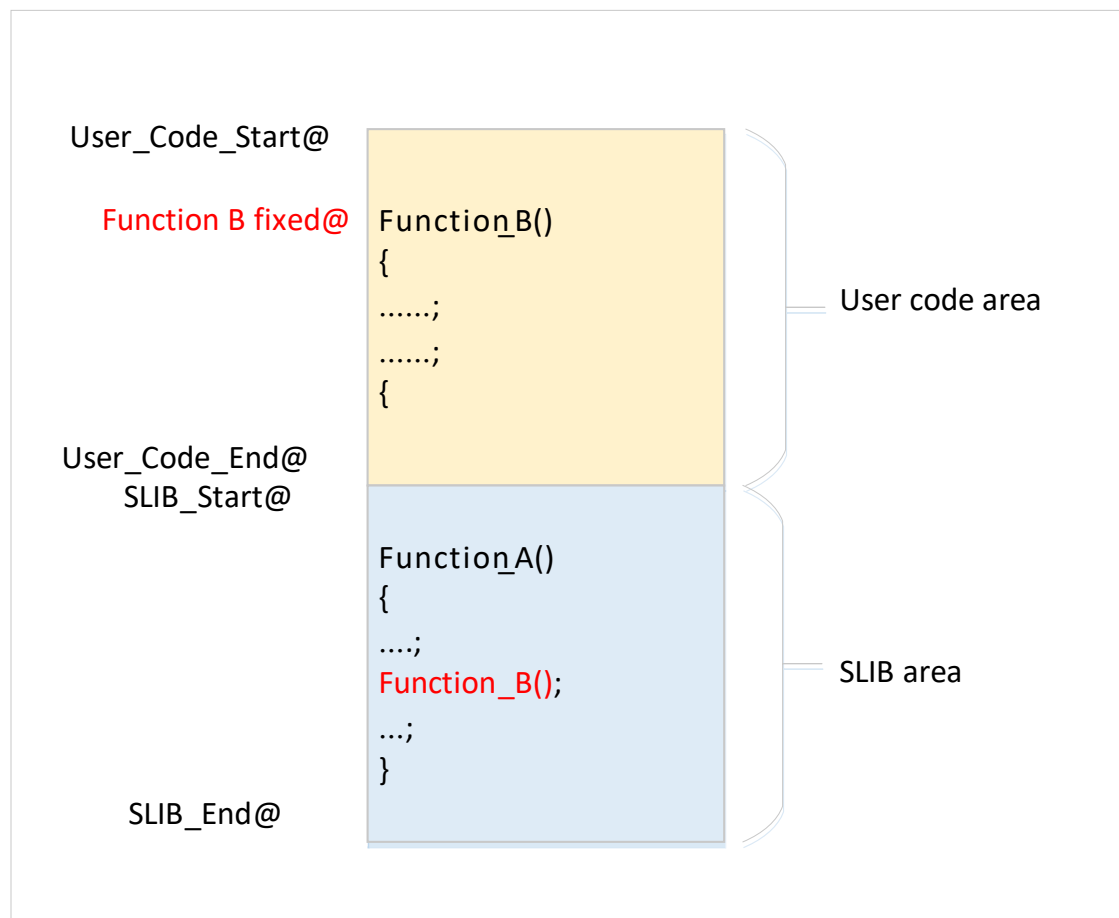 User_Code_Start@
Function B fixed@
Function_B()
{
......;
......;
{
User code area
User_Code_End@
SLIB_Start@
Function_A()
{
....;
Function_B();
...;
}
SLIB area
SLIB_End@